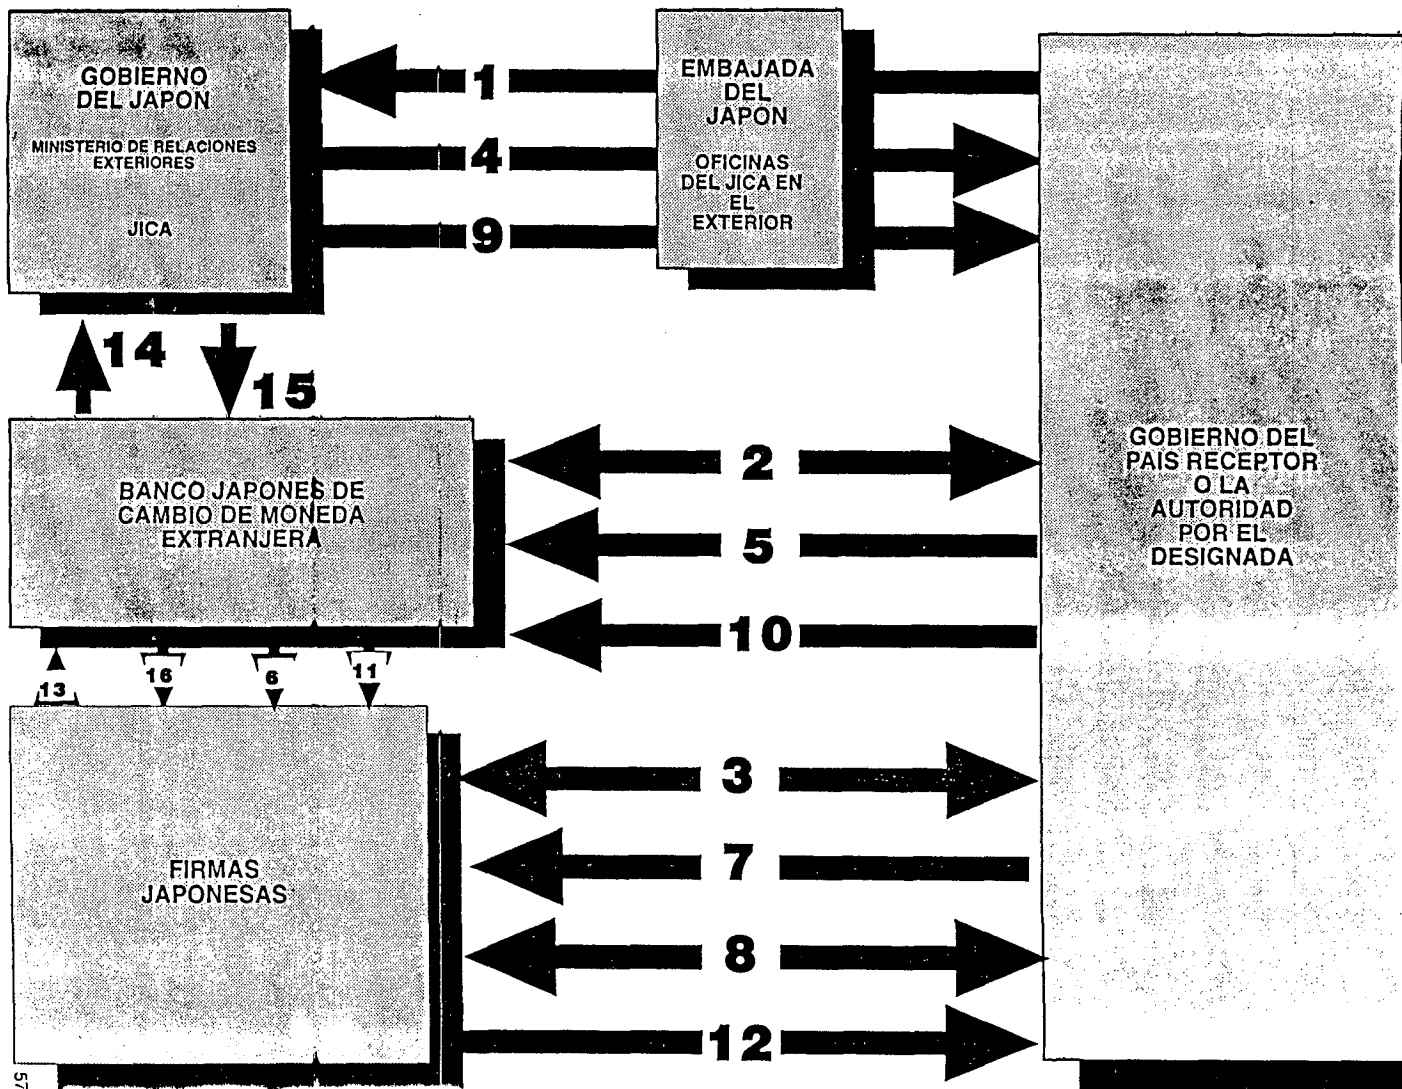 GOBIERNO
DEL JAPON
MINISTERIO DE RELACIONES
EXTERIORES
JICA
1
4
9
EMBAJADA
DEL
JAPON
OFICINAS
DEL JICA EN
EL
EXTERIOR
14
15
BANCO JAPONES DE
CAMBIO DE MONEDA
EXTRANJERA
2
5
10
GOBIERNO DEL
PAIS RECEPTOR
O LA
AUTORIDAD
POR EL
DESIGNADA
13
16
6
11
FIRMAS
JAPONESAS
3
7
8
12
57